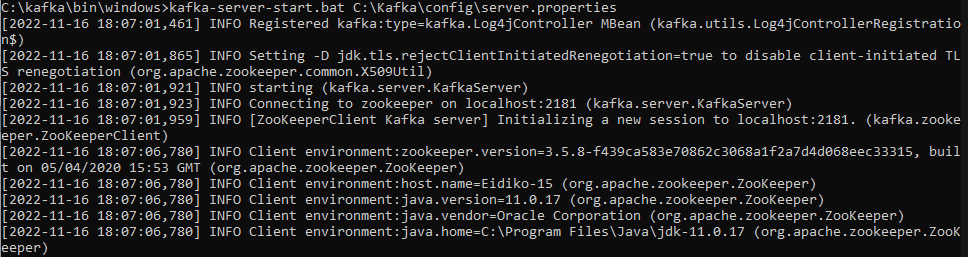 C:\kafka\bin\windows>kafka-server-start.bat C:\Kafka\config\server.properties
[2022-11-16 18:07:01,461] INFO Registered kafka:type=kafka.Log4jController MBean (kafka.utils.Log4jControllerRegistratio
n$)
[2022-11-16 18:07:01,865] INFO Setting -D jdk.tls.rejectClientInitiatedRenegotiation=true to disable client-initiated TL
S renegotiation (org.apache.zookeeper.common.X509Util)
[2022-11-16 18:07:01,921] INFO starting (kafka.server.KafkaServer)
[2022-11-16 18:07:01,923] INFO Connecting to zookeeper on localhost:2181 (kafka.server.KafkaServer)
[2022-11-16 18:07:01,959] INFO [ZooKeeperClient Kafka server] Initializing a new session to localhost:2181. (kafka.zooke
eper.ZooKeeperClient)
[2022-11-16 18:07:06,780] INFO Client environment:zookeeper.version=3.5.8-f439ca583e70862c3068a1f2a7d4d068eec33315, buil
t on 05/04/2020 15:53 GMT (org.apache.zookeeper.ZooKeeper)
[2022-11-16 18:07:06,780] INFO Client environment:host.name=Eidiko-15 (org.apache.zookeeper.ZooKeeper)
[2022-11-16 18:07:06,780] INFO Client environment:java.version=11.0.17 (org.apache.zookeeper.ZooKeeper)
[2022-11-16 18:07:06,780] INFO Client environment:java.vendor=Oracle Corporation (org.apache.zookeeper.ZooKeeper)
[2022-11-16 18:07:06,780] INFO Client environment:java.home=C:\Program Files\Java\jdk-11.0.17 (org.apache.zookeeper.ZooK
eeper)